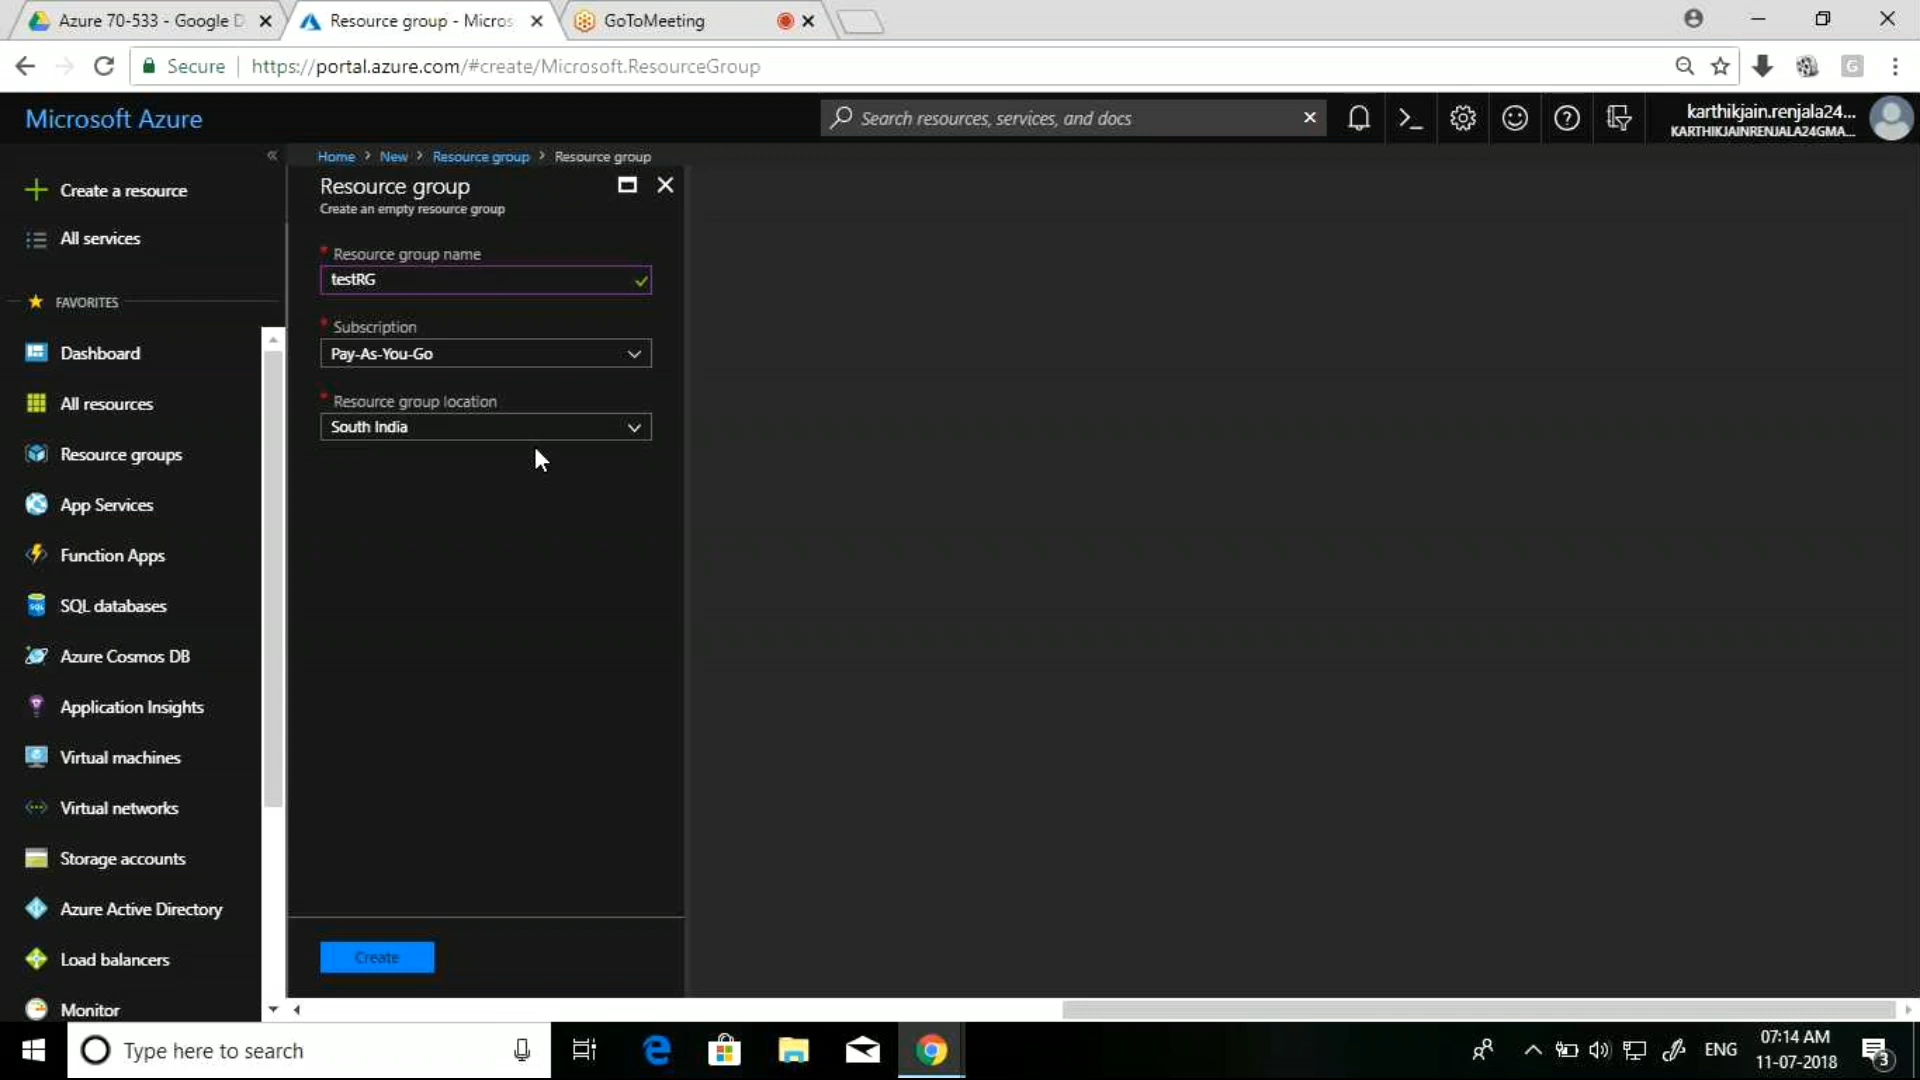 Azure 70-533 - Google D
Resource group - Micros
GoToMeeting
Secure
https://portal.azure.com/#create/Microsoft.ResourceGroup
G
Microsoft Azure
Search resources, services, and docs
karthikjain.renjala24...
KARTHIKJAINRENJALA24GMA...
Home > New > Resource group > Resource group
Create a resource
All services
FAVORITES
Dashboard
All resources
Resource groups
App Services
Function Apps
SQL databases
Azure Cosmos DB
Application Insights
Virtual machines
Virtual networks
Storage accounts
Azure Active Directory
Load balancers
Monitor
Resource group
Create an empty resource group
* Resource group name
testRG
* Subscription
Pay-As-You-Go
* Resource group location
South India
Create
Type here to search
ENG
07:14 AM
11-07-2018
3